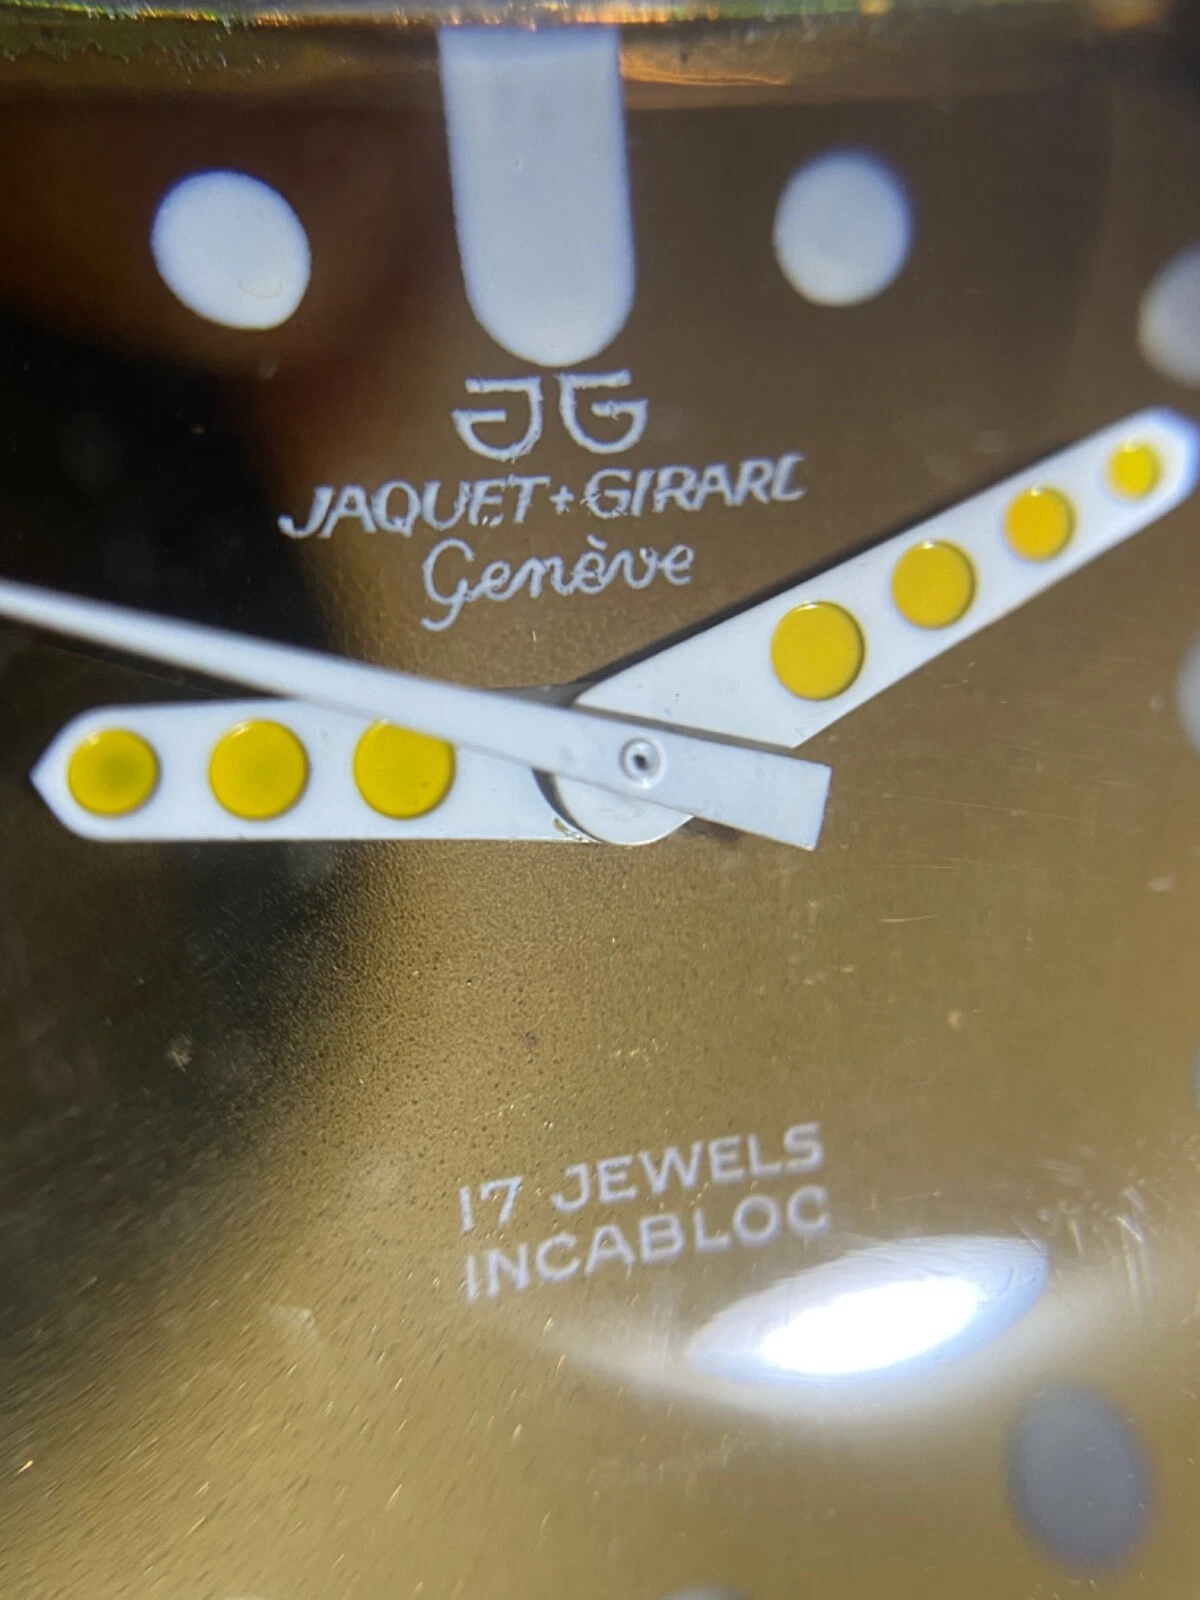 JG
JAQUET+GIRARD
Genève
17 JEWELS
INCABLOC